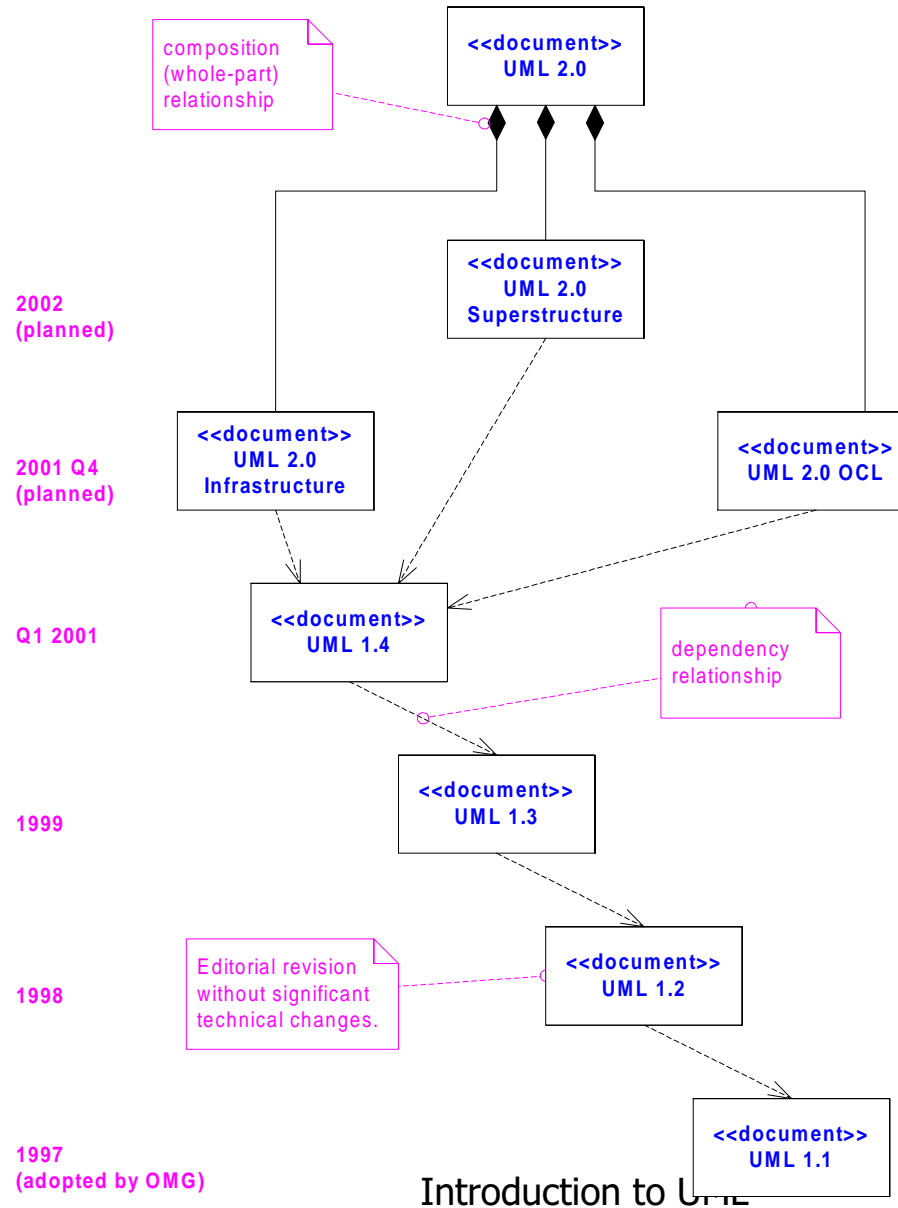 composition
(whole-part)
relationship
<<document>>
UML 2.0
<<document>>
UML 2.0
Superstructure
2002
(planned)
<<document>>
UML 2.0
Infrastructure
<<document>>
UML 2.0 OCL
2001 Q4
(planned)
<<document>>
UML 1.4
Q1 2001
dependency
relationship
<<document>>
UML 1.3
1999
Editorial revision
without significant
technical changes.
<<document>>
UML 1.2
1998
<<document>>
UML 1.1
1997
(adopted by OMG)
Introduction to UML